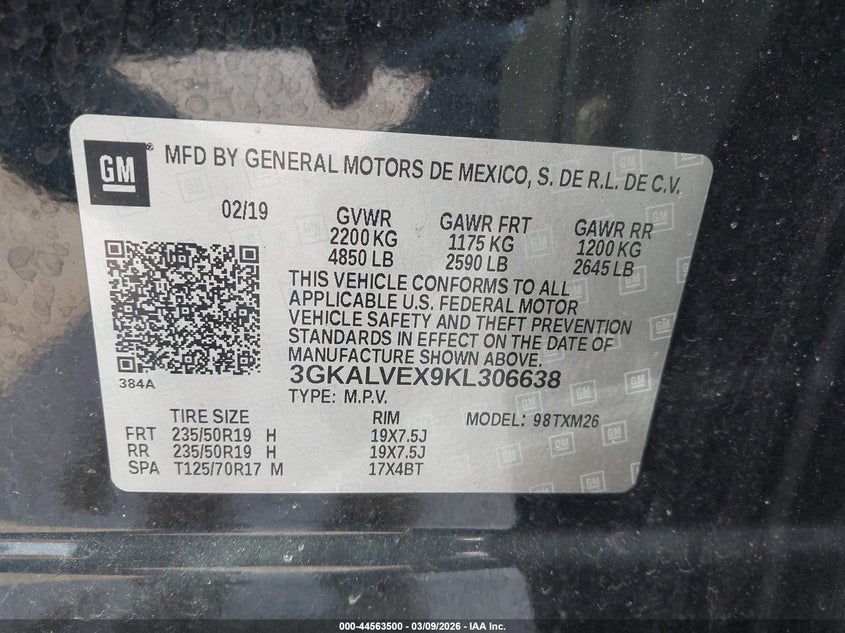 GM
MFD BY GENERAL MOTORS DE MEXICO, S. DE R.L. DE C.V.
02/19 GVWR GAWR FRT GAWR RR
2200 KG 1175 KG 1200 KG
4850 LB 2590 LB 2645 LB
THIS VEHICLE CONFORMS TO ALL
APPLICABLE U.S. FEDERAL MOTOR
VEHICLE SAFETY AND THEFT PREVENTION
STANDARDS IN EFFECT ON THE DATE OF
MANUFACTURE SHOWN ABOVE.
384A 3GKALVEX9KL306638
TYPE: M.P.V.
TIRE SIZE RIM MODEL: 98TXM26
FRT 235/50R19 H 19X7.5J
RR 235/50R19 H 19X7.5J
SPA T125/70R17 M 17X4BT
000-44563500 | 03/09/2026 - IAA Inc.